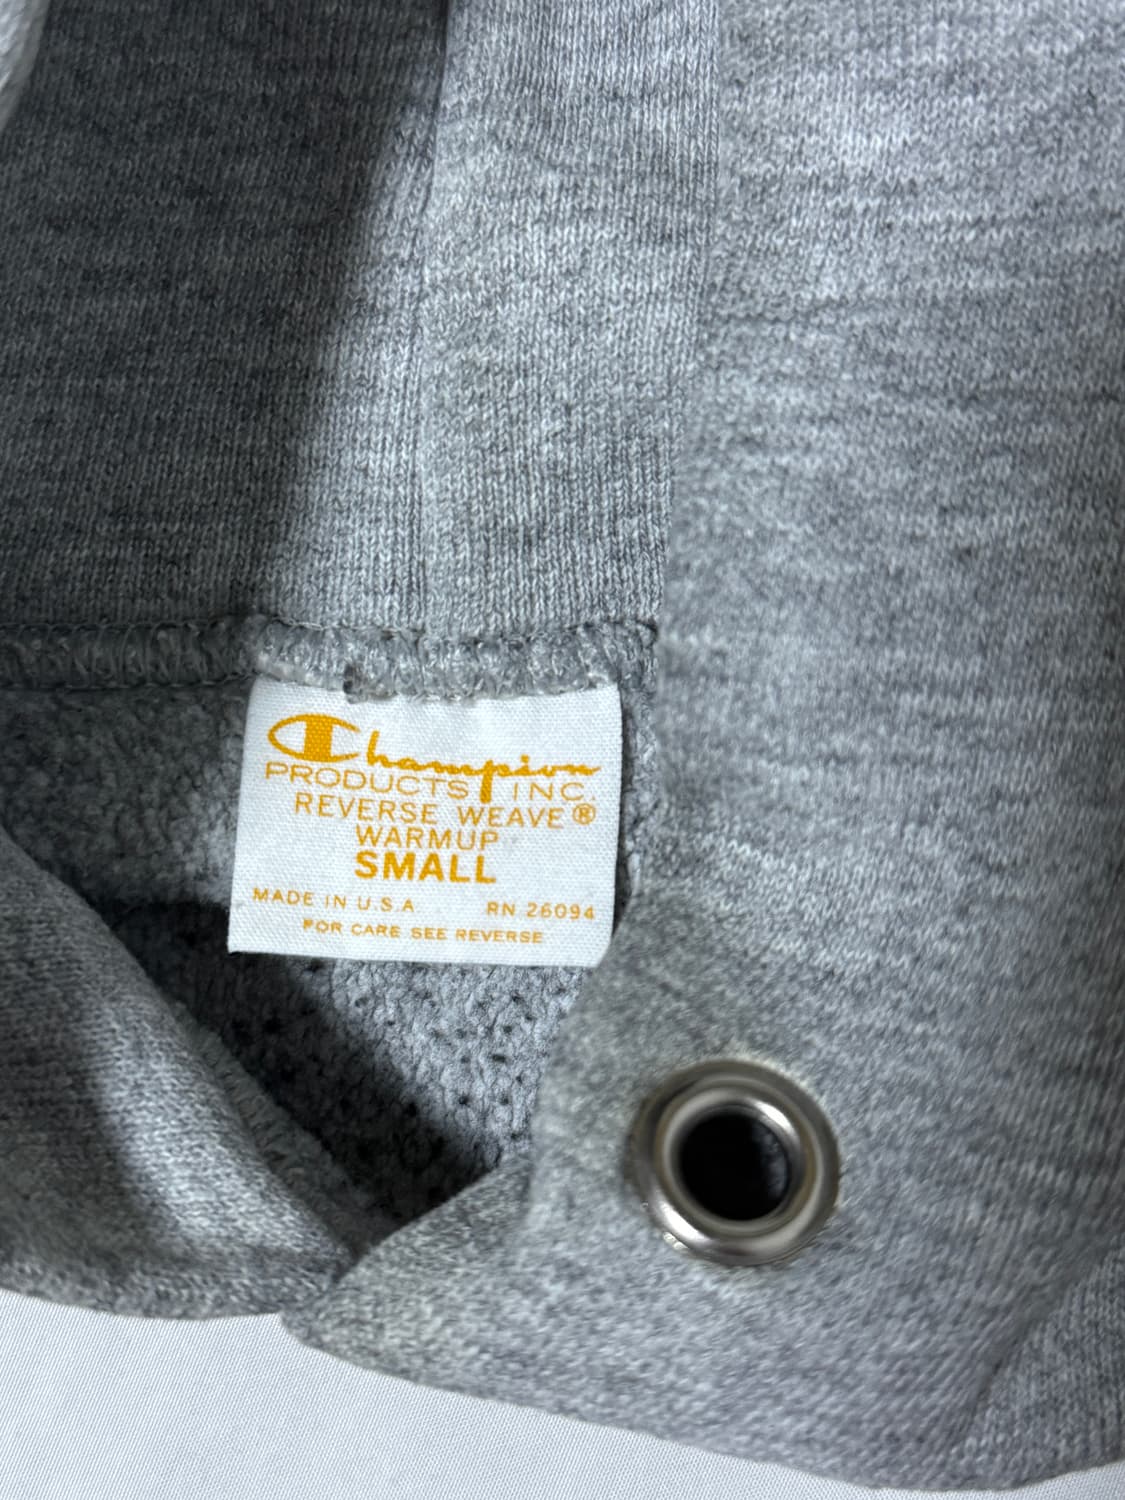 Champion
PRODUCTS INC.
REVERSE WEAVE®
WARMUP
SMALL
MADE IN U.S.A. RN 26094
FOR CARE SEE REVERSE